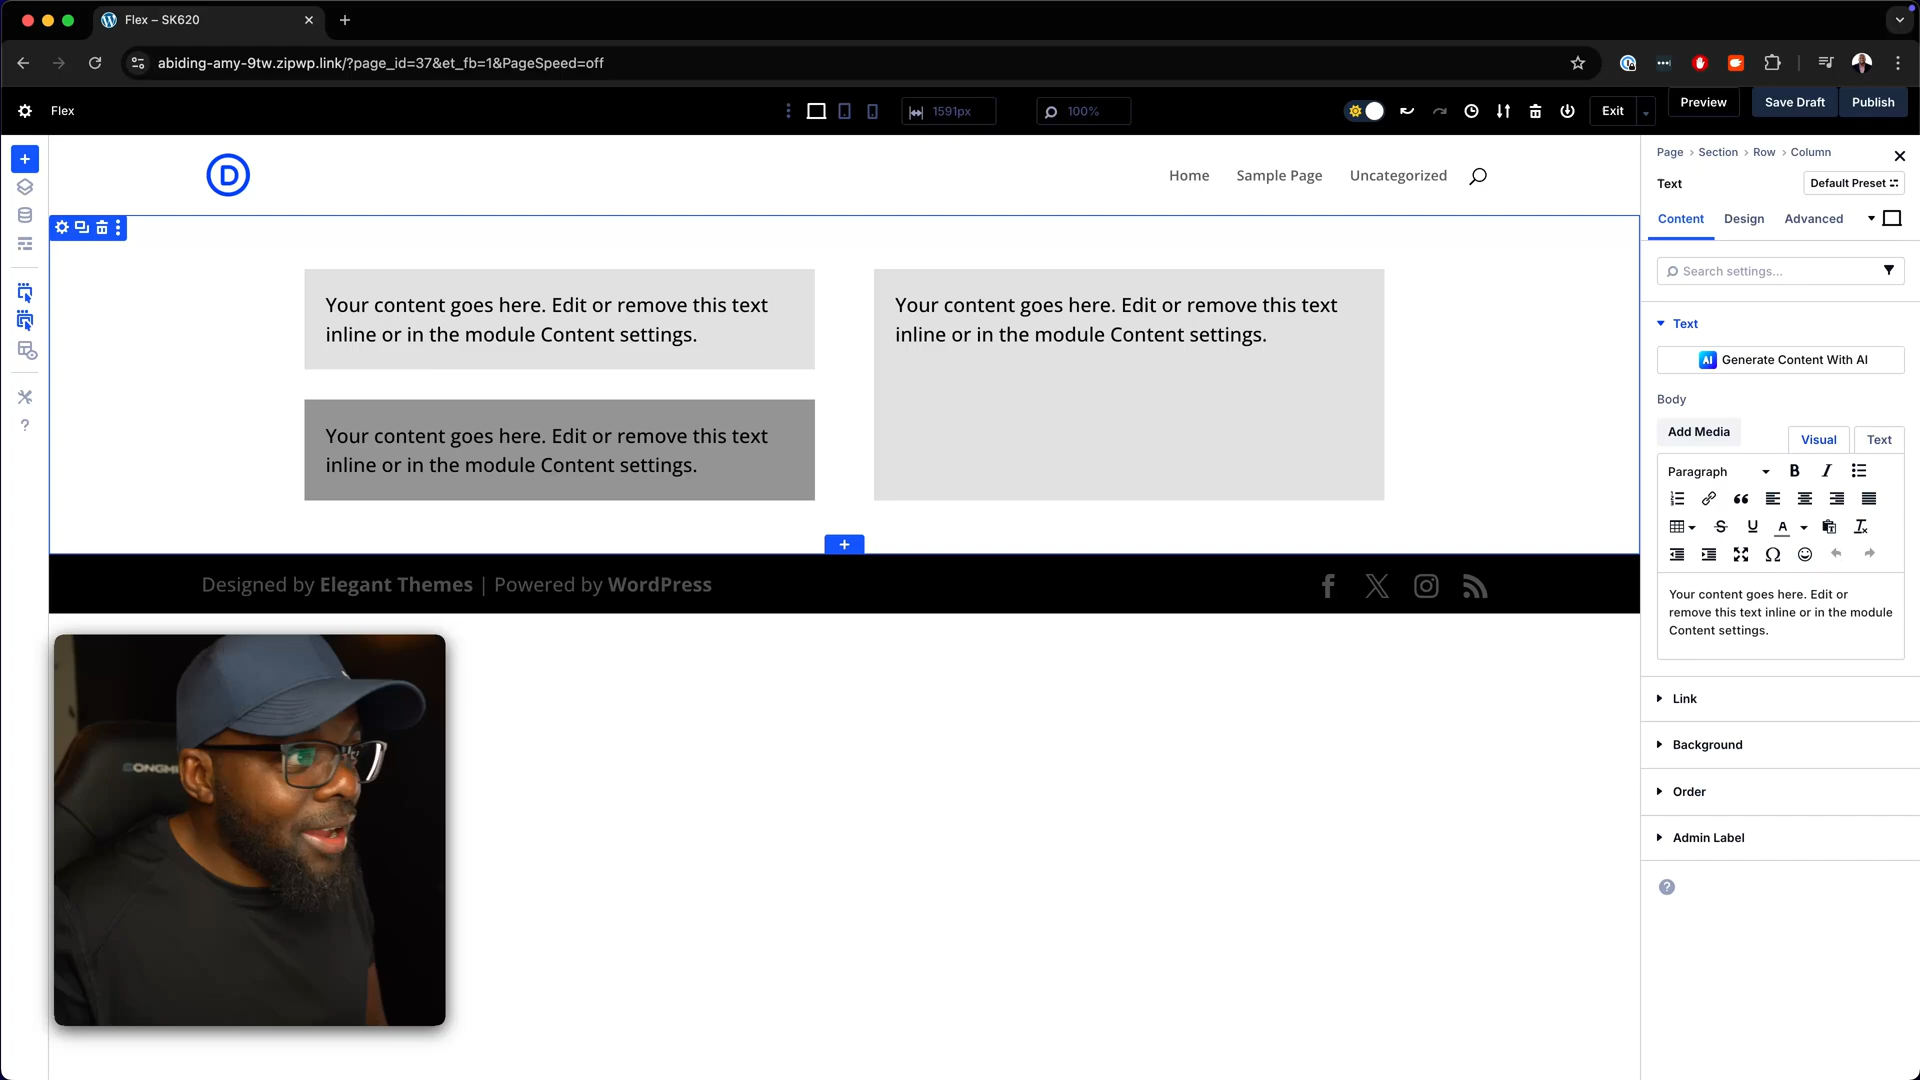 Flex – SK620
abiding-amy-9tw.zipwp.link/?page_id=37&et_fb=1&PageSpeed=off
Flex
1591px
100%
Exit
Preview
Save Draft
Publish
D
Home
Sample Page
Uncategorized
Page > Section > Row > Column
Text
Default Preset
Content
Design
Advanced
Search settings...
Your content goes here. Edit or remove this text
inline or in the module Content settings.
Your content goes here. Edit or remove this text
inline or in the module Content settings.
Your content goes here. Edit or remove this text
inline or in the module Content settings.
Text
AI Generate Content With AI
Body
Add Media
Visual
Text
Paragraph
Your content goes here. Edit or
remove this text inline or in the module
Content settings.
Designed by Elegant Themes | Powered by WordPress
Link
Background
Order
Admin Label